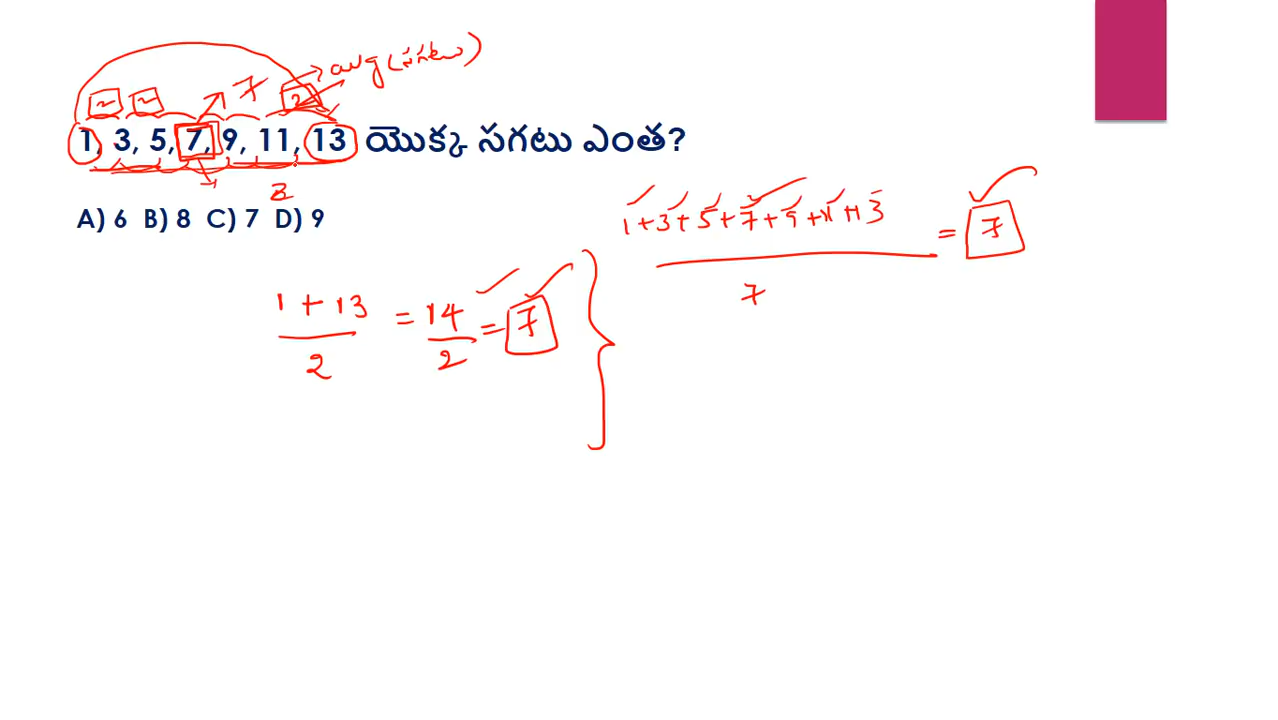 7 avg (సగటు)
1, 3, 5, 7, 9, 11, 13 యొక్క సగటు ఎంత?
A) 6 B) 8 C) 7 D) 9
1+3+5+7+9+11+13 = 7
7
1 + 13 = 14 = 7
2 2